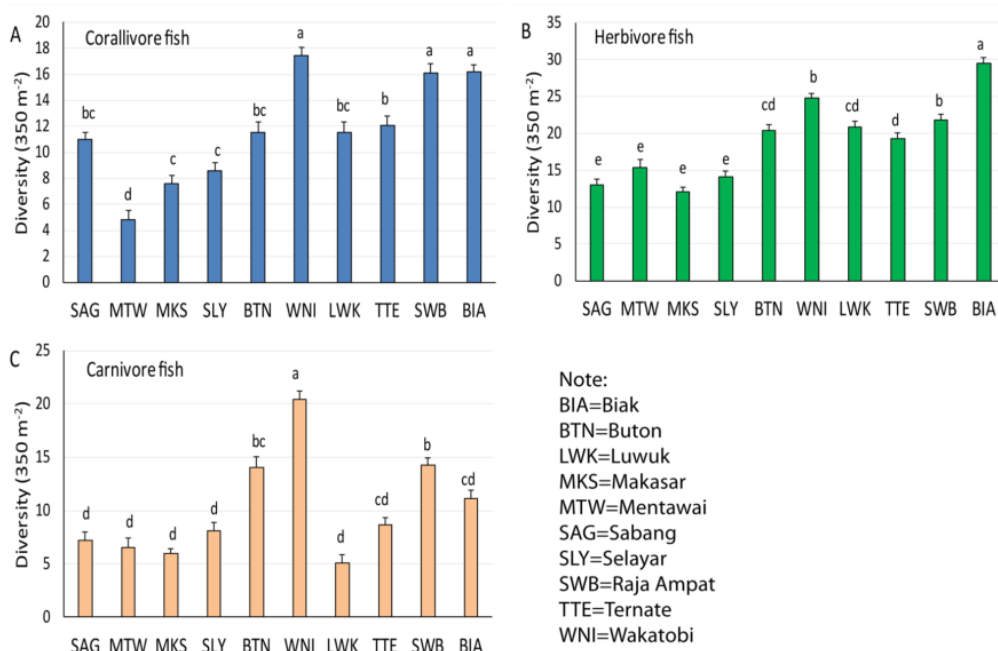 A
Corallivore fish
Diversity (350 m⁻²)
20
18
16
14
12
10
8
6
4
2
0
bc
d
c
c
bc
a
bc
b
a
a
SAG MTW MKS SLY BTN WNI LWK TTE SWB BIA
B
Herbivore fish
Diversity (350 m⁻²)
35
30
25
20
15
10
5
0
e
e
e
e
cd
b
cd
d
b
a
SAG MTW MKS SLY BTN WNI LWK TTE SWB BIA
C
Carnivore fish
Diversity (350 m⁻²)
25
20
15
10
5
0
d
d
d
d
bc
a
d
cd
b
cd
SAG MTW MKS SLY BTN WNI LWK TTE SWB BIA
Note:
BIA=Biak
BTN=Buton
LWK=Luwuk
MKS=Makasar
MTW=Mentawai
SAG=Sabang
SLY=Selayar
SWB=Raja Ampat
TTE=Ternate
WNI=Wakatobi